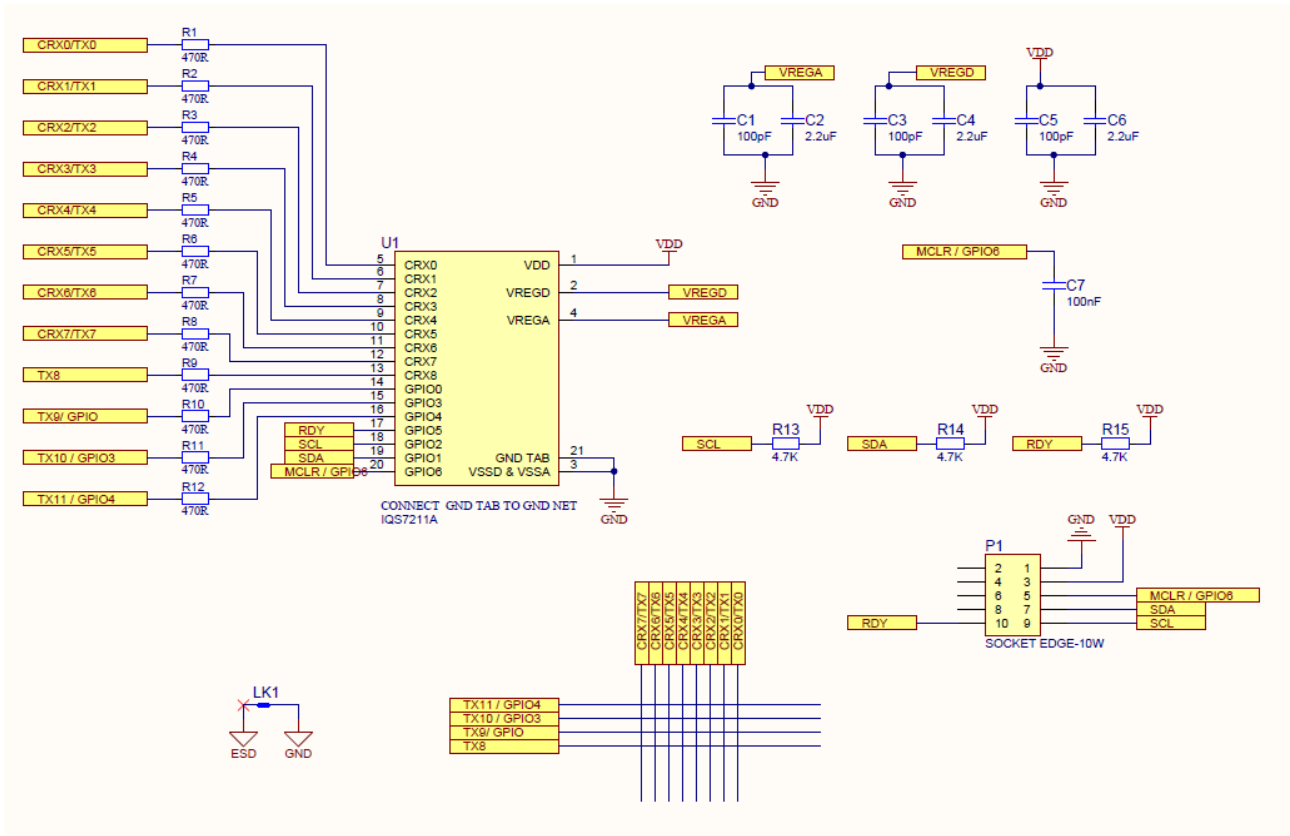 CRX0/TX0
R1
470R
CRX1/TX1
R2
470R
CRX2/TX2
R3
470R
CRX3/TX3
R4
470R
CRX4/TX4
R5
470R
CRX5/TX5
R6
470R
CRX6/TX6
R7
470R
CRX7/TX7
R8
470R
TX8
R9
470R
TX9/ GPIO
R10
470R
TX10 / GPIO3
R11
470R
TX11 / GPIO4
R12
470R
RDY
SCL
SDA
MCLR / GPIO6
U1
5 CRX0 VDD 1
6 CRX1
7 CRX2 VREGD 2
8 CRX3
9 CRX4 VREGA 4
10 CRX5
11 CRX6
12 CRX7
13 CRX8
14 GPIO0
15 GPIO3
16 GPIO4
17 GPIO5
18 GPIO2
19 GPIO1 GND TAB 21
20 GPIO6 VSSD & VSSA 3
CONNECT GND TAB TO GND NET
IQS7211A
VDD
VREGD
VREGA
GND
VREGA
C1
100pF
C2
2.2uF
GND
VREGD
C3
100pF
C4
2.2uF
GND
VDD
C5
100pF
C6
2.2uF
GND
MCLR / GPIO6
C7
100nF
GND
SCL
R13
4.7K
VDD
SDA
R14
4.7K
VDD
RDY
R15
4.7K
VDD
GND VDD
P1
2 1
4 3
6 5 MCLR / GPIO6
8 7 SDA
RDY 10 9 SCL
SOCKET EDGE-10W
CRX7/TX7
CRX6/TX6
CRX5/TX5
CRX4/TX4
CRX3/TX3
CRX2/TX2
CRX1/TX1
CRX0/TX0
TX11 / GPIO4
TX10 / GPIO3
TX9/ GPIO
TX8
LK1
ESD GND